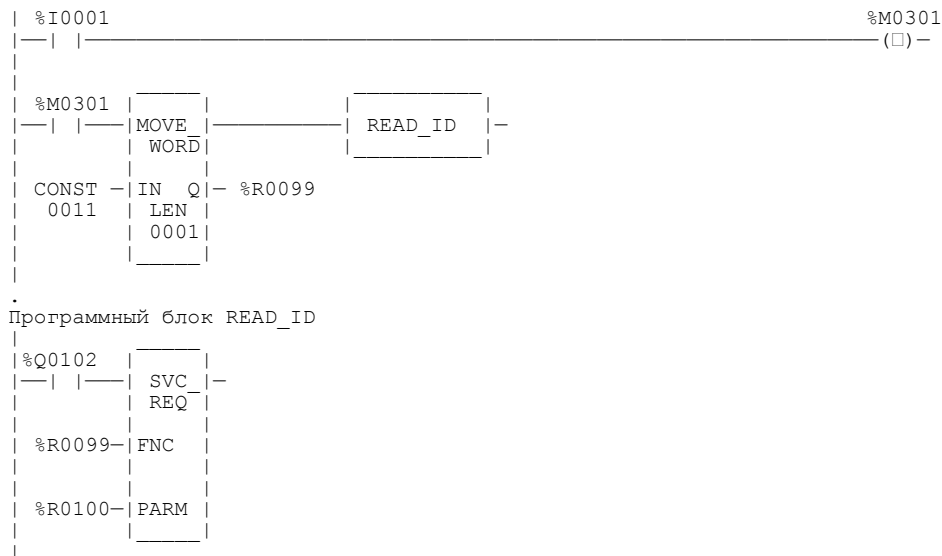 %I0001 %M0301
( )
%M0301
MOVE_ READ_ID
WORD
CONST IN Q %R0099
0011 LEN
0001
.
Программный блок READ_ID
%Q0102
SVC_
REQ
%R0099 FNC
%R0100 PARM